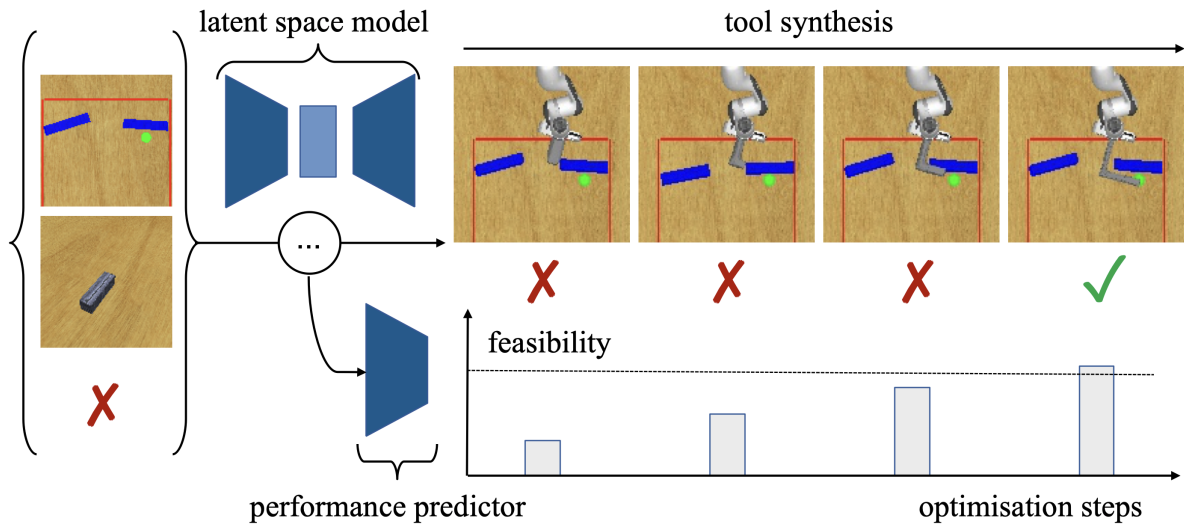 latent space model
tool synthesis
...
feasibility
performance predictor
optimisation steps